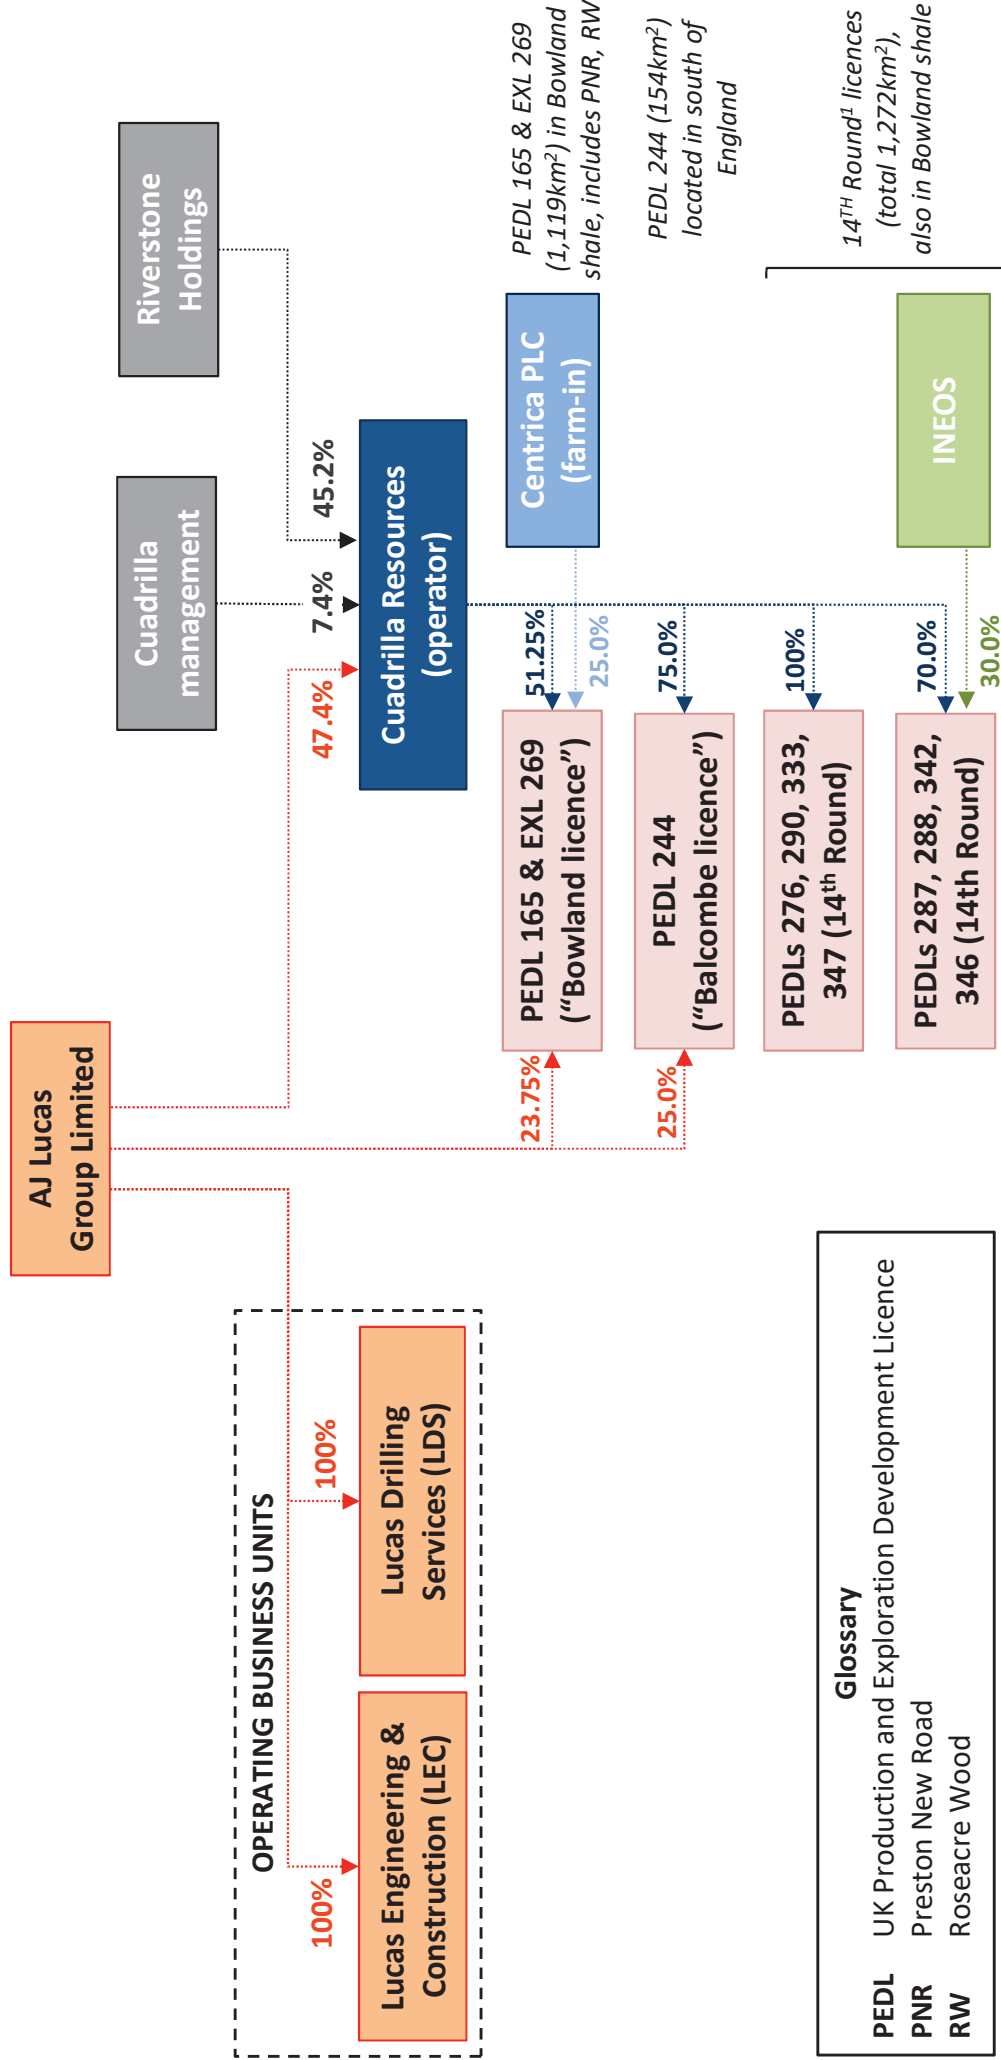 AJ Lucas
Group Limited
Cuadrilla
management
Riverstone
Holdings
OPERATING BUSINESS UNITS
100%
100%
47.4%
7.4%
45.2%
Lucas Engineering &
Construction (LEC)
Lucas Drilling
Services (LDS)
Cuadrilla Resources
(operator)
23.75%
PEDL 165 & EXL 269
(“Bowland licence”)
51.25%
25.0%
Centrica PLC
(farm-in)
PEDL 165 & EXL 269
(1,119km²) in Bowland
shale, includes PNR, RW
25.0%
PEDL 244
(“Balcombe licence”)
75.0%
PEDL 244 (154km²)
located in south of
England
PEDLs 276, 290, 333,
347 (14th Round)
100%
14TH Round¹ licences
(total 1,272km²),
also in Bowland shale
PEDLs 287, 288, 342,
346 (14th Round)
70.0%
30.0%
INEOS
Glossary
PEDL UK Production and Exploration Development Licence
PNR Preston New Road
RW Roseacre Wood